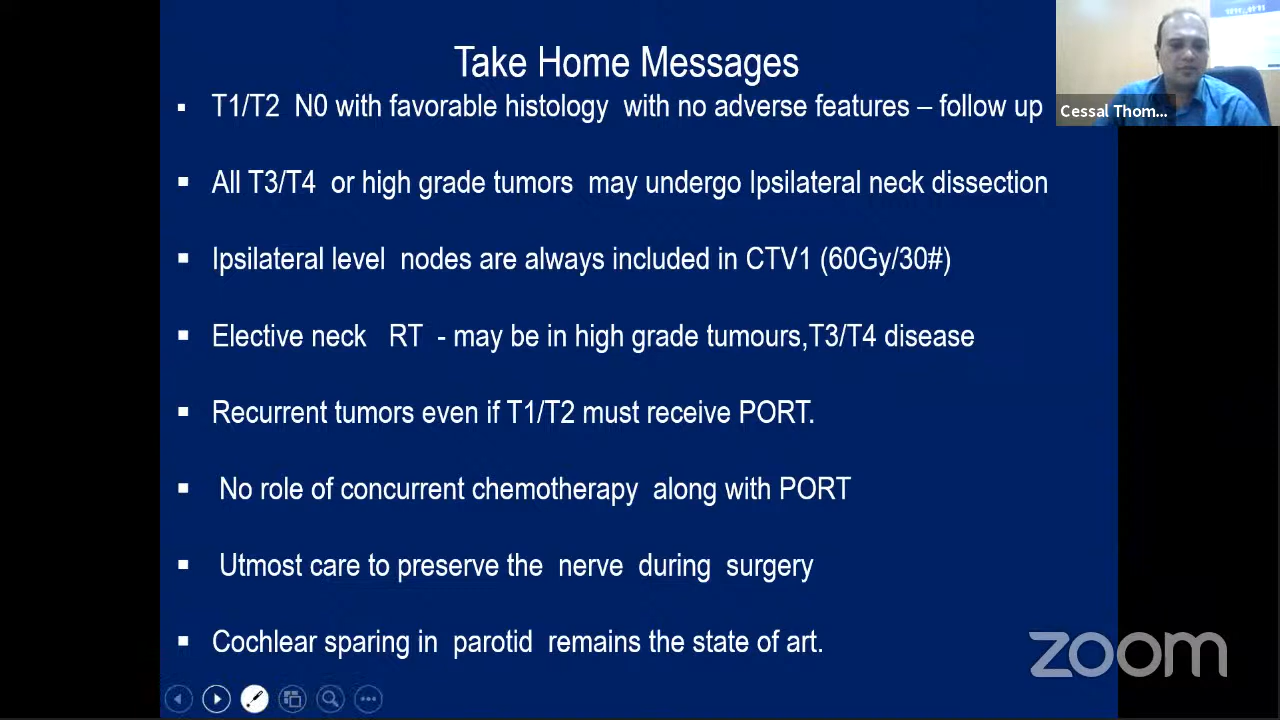 Take Home Messages
T1/T2 N0 with favorable histology with no adverse features – follow up
All T3/T4 or high grade tumors may undergo Ipsilateral neck dissection
Ipsilateral level nodes are always included in CTV1 (60Gy/30#)
Elective neck RT - may be in high grade tumours,T3/T4 disease
Recurrent tumors even if T1/T2 must receive PORT.
No role of concurrent chemotherapy along with PORT
Utmost care to preserve the nerve during surgery
Cochlear sparing in parotid remains the state of art.
Cessal Thom...
zoom